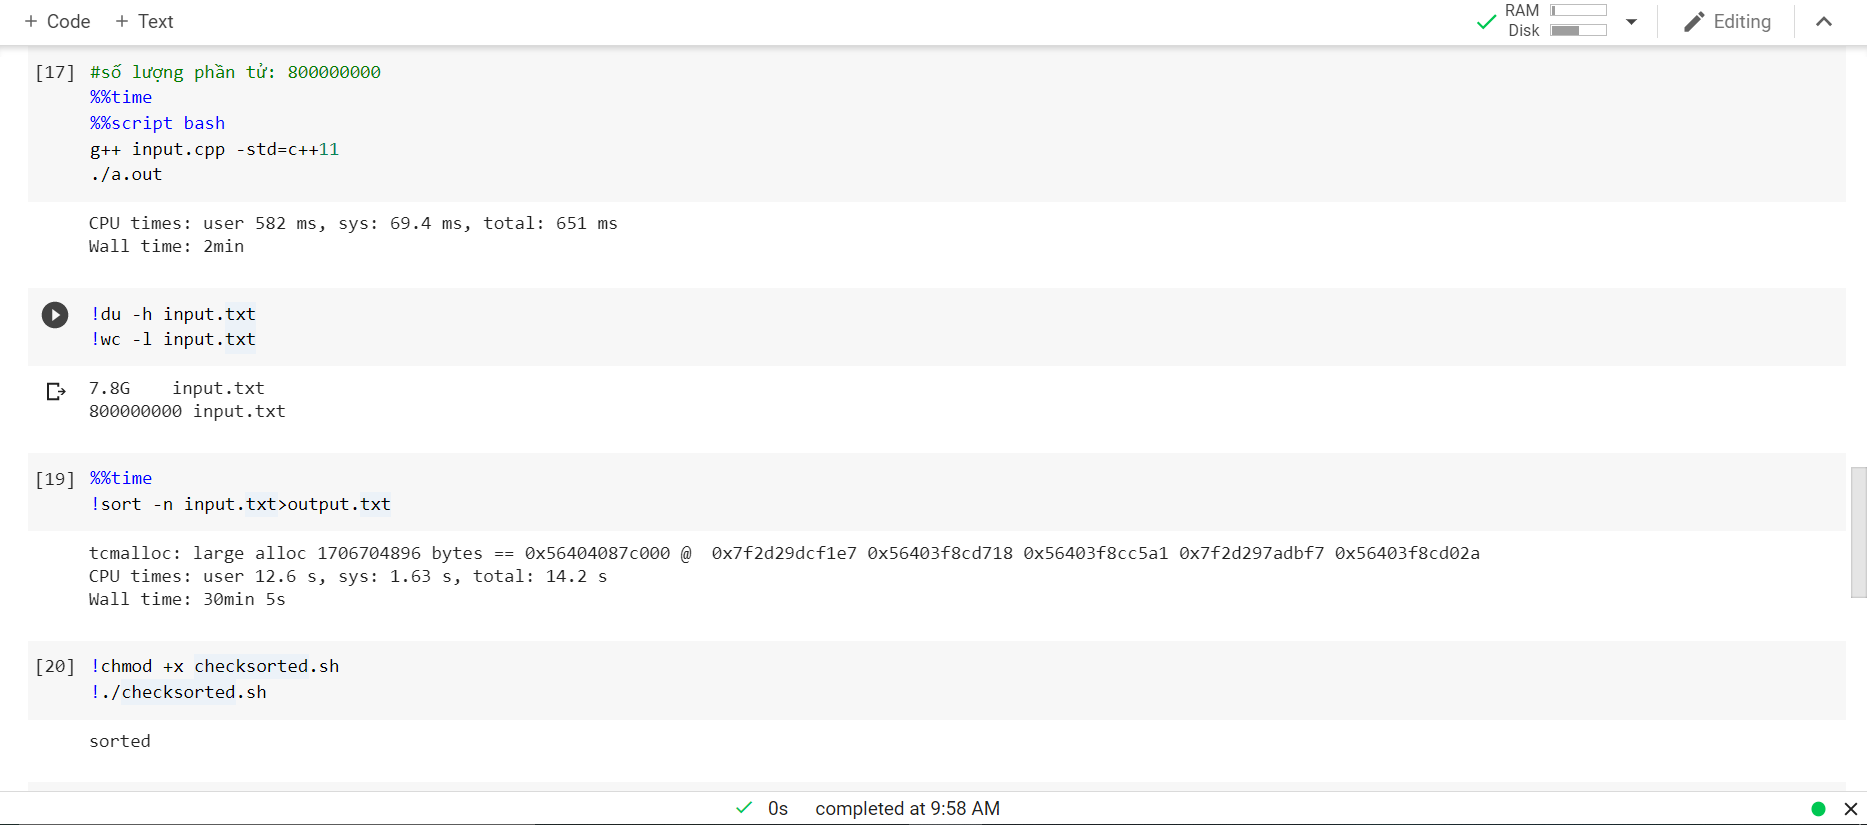 + Code + Text
RAM
Disk
Editing
[17] #số lượng phần tử: 800000000
%%time
%%script bash
g++ input.cpp -std=c++11
./a.out
CPU times: user 582 ms, sys: 69.4 ms, total: 651 ms
Wall time: 2min
!du -h input.txt
!wc -l input.txt
7.8G input.txt
800000000 input.txt
[19] %%time
!sort -n input.txt>output.txt
tcmalloc: large alloc 1706704896 bytes == 0x56404087c000 @ 0x7f2d29dcf1e7 0x56403f8cd718 0x56403f8cc5a1 0x7f2d297adbf7 0x56403f8cd02a
CPU times: user 12.6 s, sys: 1.63 s, total: 14.2 s
Wall time: 30min 5s
[20] !chmod +x checksorted.sh
!./checksorted.sh
sorted
0s completed at 9:58 AM